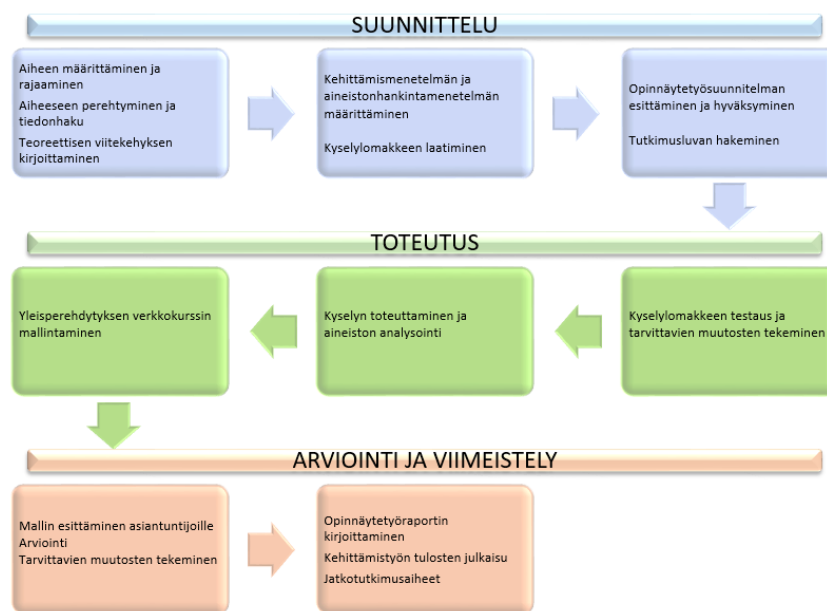 SUUNNITTELU
Aiheen määrittäminen ja
rajaaminen
Aiheeseen perehtyminen ja
tiedonhaku
Teoreettisen viitekehyksen
kirjoittaminen
Kehittämismenetelmän ja
aineistonhankintamenetelmän
määrittäminen
Kyselylomakkeen laatiminen
Opinnäytetyösuunnitelman
esittäminen ja hyväksyminen
Tutkimusluvan hakeminen
TOTEUTUS
Kyselylomakkeen testaus ja
tarvittavien muutosten tekeminen
Kyselyn toteuttaminen ja
aineiston analysointi
Yleisperehdytyksen verkkokurssin
mallintaminen
ARVIOINTI JA VIIMEISTELY
Mallin esittäminen asiantuntijoille
Arviointi
Tarvittavien muutosten tekeminen
Opinnäytetyöraportin
kirjoittaminen
Kehittämistyön tulosten julkaisu
Jatkotutkimusaiheet